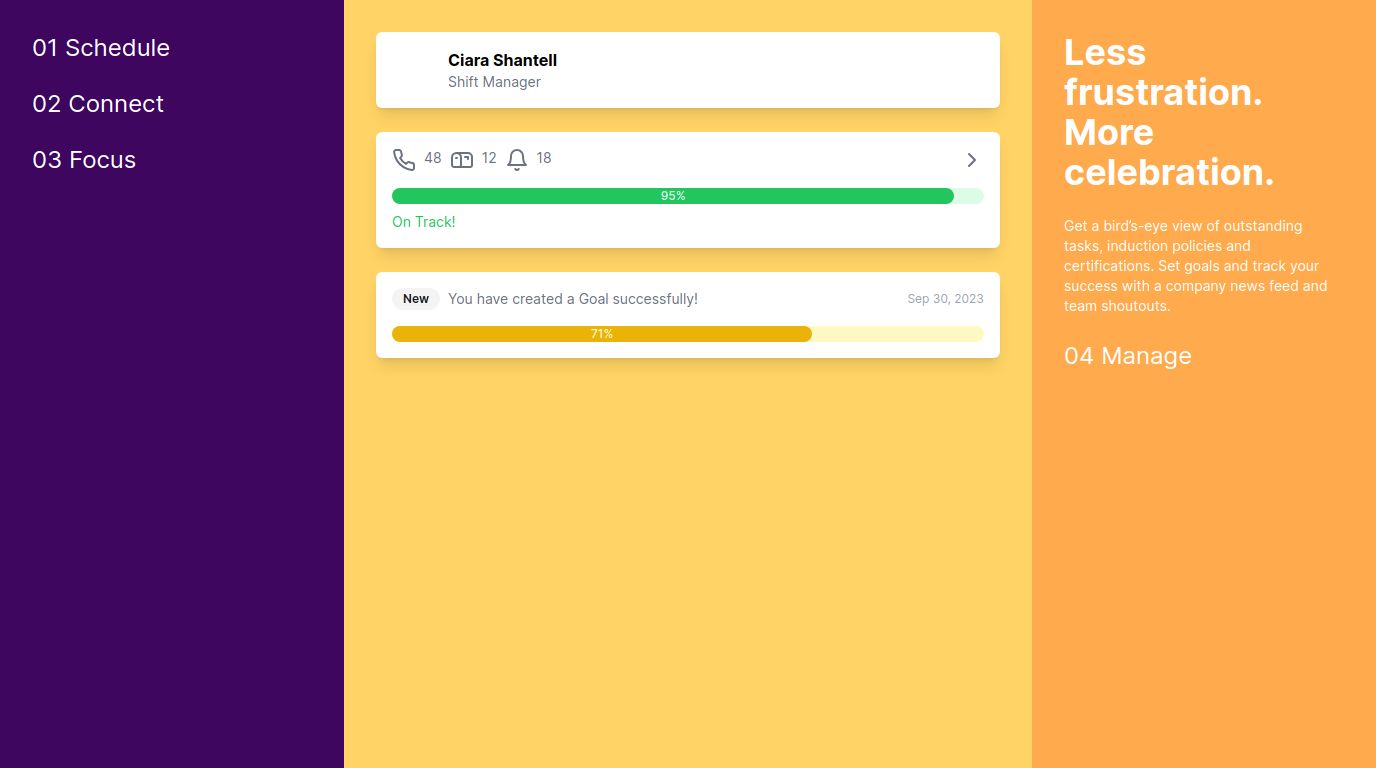 01 Schedule
02 Connect
03 Focus
Ciara Shantell
Shift Manager
48 12 18
95%
On Track!
New You have created a Goal successfully! Sep 30, 2023
71%
Less
frustration.
More
celebration.
Get a bird’s-eye view of outstanding
tasks, induction policies and
certifications. Set goals and track your
success with a company news feed and
team shoutouts.
04 Manage